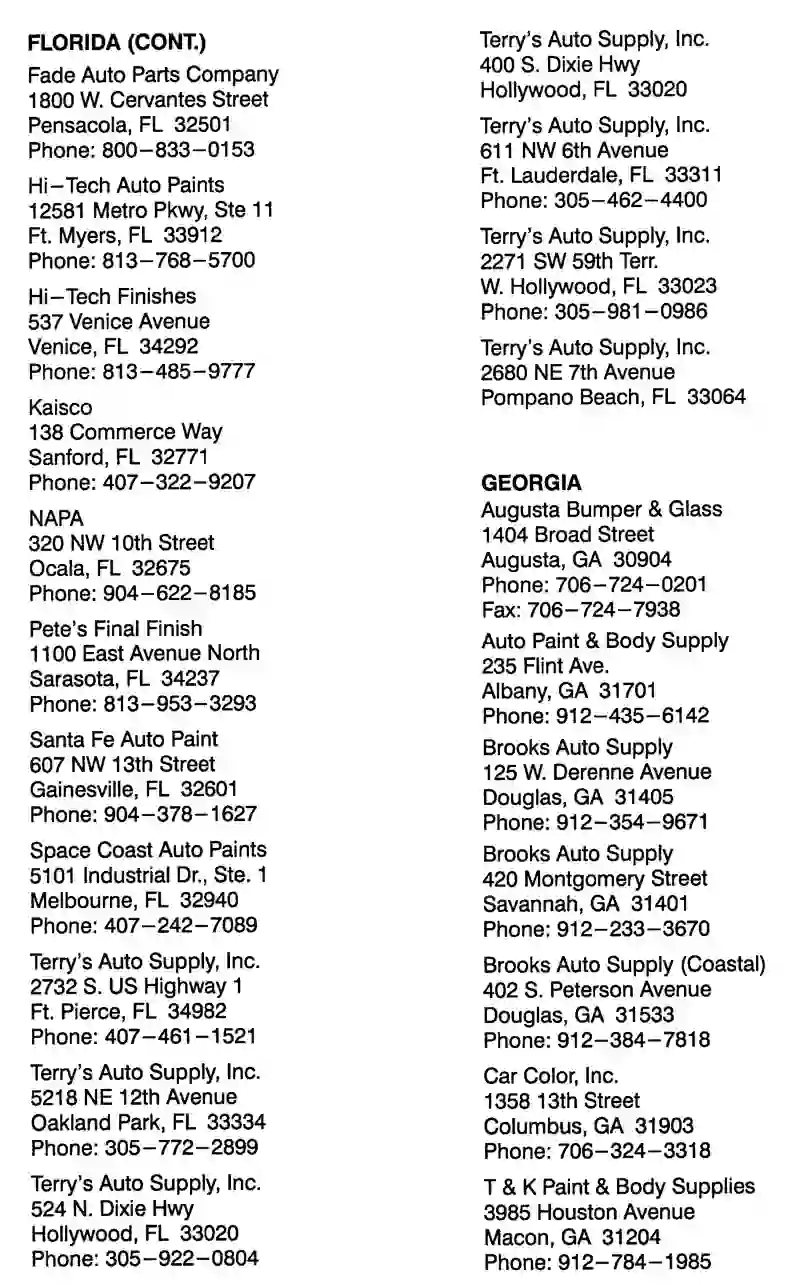 FLORIDA (CONT.)
Fade Auto Parts Company
1800 W. Cervantes Street
Pensacola, FL 32501
Phone: 800-833-0153
Hi-Tech Auto Paints
12581 Metro Pkwy, Ste 11
Ft. Myers, FL 33912
Phone: 813-768-5700
Hi-Tech Finishes
537 Venice Avenue
Venice, FL 34292
Phone: 813-485-9777
Kaisco
138 Commerce Way
Sanford, FL 32771
Phone: 407-322-9207
NAPA
320 NW 10th Street
Ocala, FL 32675
Phone: 904-622-8185
Pete's Final Finish
1100 East Avenue North
Sarasota, FL 34237
Phone: 813-953-3293
Santa Fe Auto Paint
607 NW 13th Street
Gainesville, FL 32601
Phone: 904-378-1627
Space Coast Auto Paints
5101 Industrial Dr., Ste. 1
Melbourne, FL 32940
Phone: 407-242-7089
Terry's Auto Supply, Inc.
2732 S. US Highway 1
Ft. Pierce, FL 34982
Phone: 407-461-1521
Terry's Auto Supply, Inc.
5218 NE 12th Avenue
Oakland Park, FL 33334
Phone: 305-772-2899
Terry's Auto Supply, Inc.
524 N. Dixie Hwy
Hollywood, FL 33020
Phone: 305-922-0804
Terry's Auto Supply, Inc.
400 S. Dixie Hwy
Hollywood, FL 33020
Terry's Auto Supply, Inc.
611 NW 6th Avenue
Ft. Lauderdale, FL 33311
Phone: 305-462-4400
Terry's Auto Supply, Inc.
2271 SW 59th Terr.
W. Hollywood, FL 33023
Phone: 305-981-0986
Terry's Auto Supply, Inc.
2680 NE 7th Avenue
Pompano Beach, FL 33064
GEORGIA
Augusta Bumper & Glass
1404 Broad Street
Augusta, GA 30904
Phone: 706-724-0201
Fax: 706-724-7938
Auto Paint & Body Supply
235 Flint Ave.
Albany, GA 31701
Phone: 912-435-6142
Brooks Auto Supply
125 W. Derenne Avenue
Douglas, GA 31405
Phone: 912-354-9671
Brooks Auto Supply
420 Montgomery Street
Savannah, GA 31401
Phone: 912-233-3670
Brooks Auto Supply (Coastal)
402 S. Peterson Avenue
Douglas, GA 31533
Phone: 912-384-7818
Car Color, Inc.
1358 13th Street
Columbus, GA 31903
Phone: 706-324-3318
T & K Paint & Body Supplies
3985 Houston Avenue
Macon, GA 31204
Phone: 912-784-1985